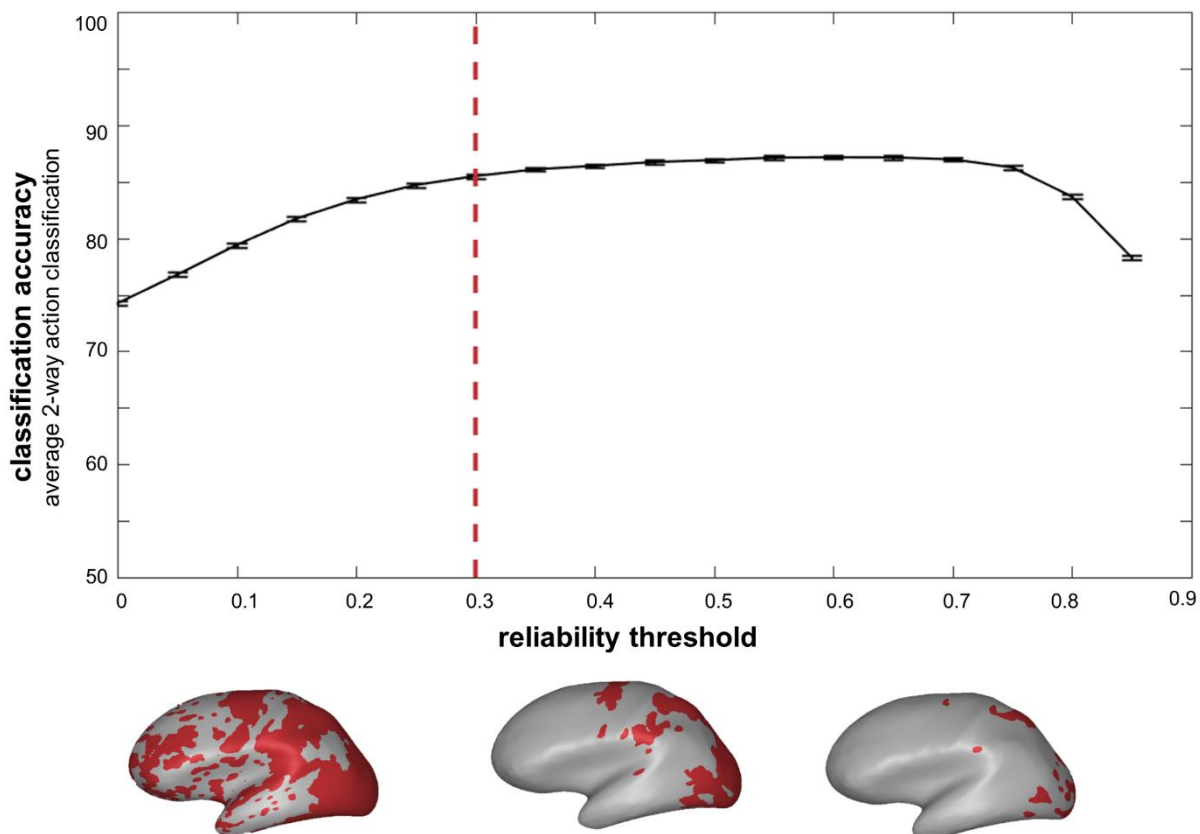 100
90
80
70
60
50
classification accuracy
average 2-way action classification
0 0.1 0.2 0.3 0.4 0.5 0.6 0.7 0.8 0.9
reliability threshold